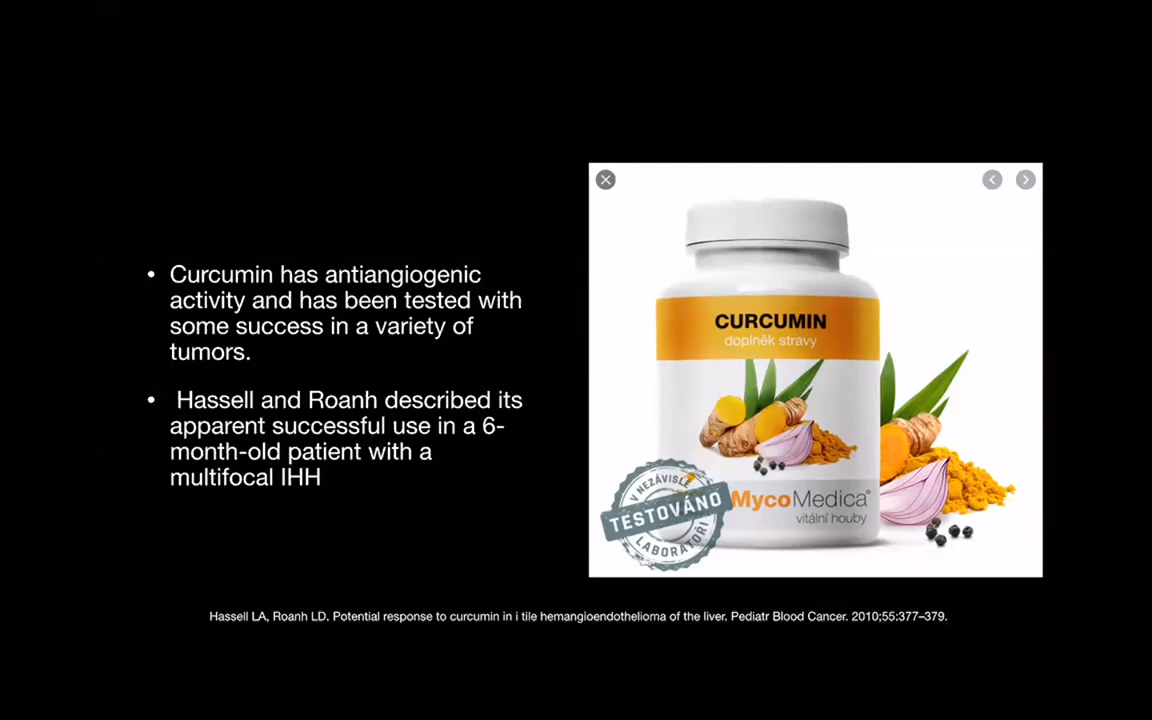 • Curcumin has antiangiogenic
activity and has been tested with
some success in a variety of
tumors.
• Hassell and Roanh described its
apparent successful use in a 6-
month-old patient with a
multifocal IHH
CURCUMIN
doplněk stravy
MycoMedica®
vitální houby
V NEZÁVISLÉ
TESTOVÁNO
LABORATOŘI
Hassell LA, Roanh LD. Potential response to curcumin in i tile hemangioendothelioma of the liver. Pediatr Blood Cancer. 2010;55:377–379.